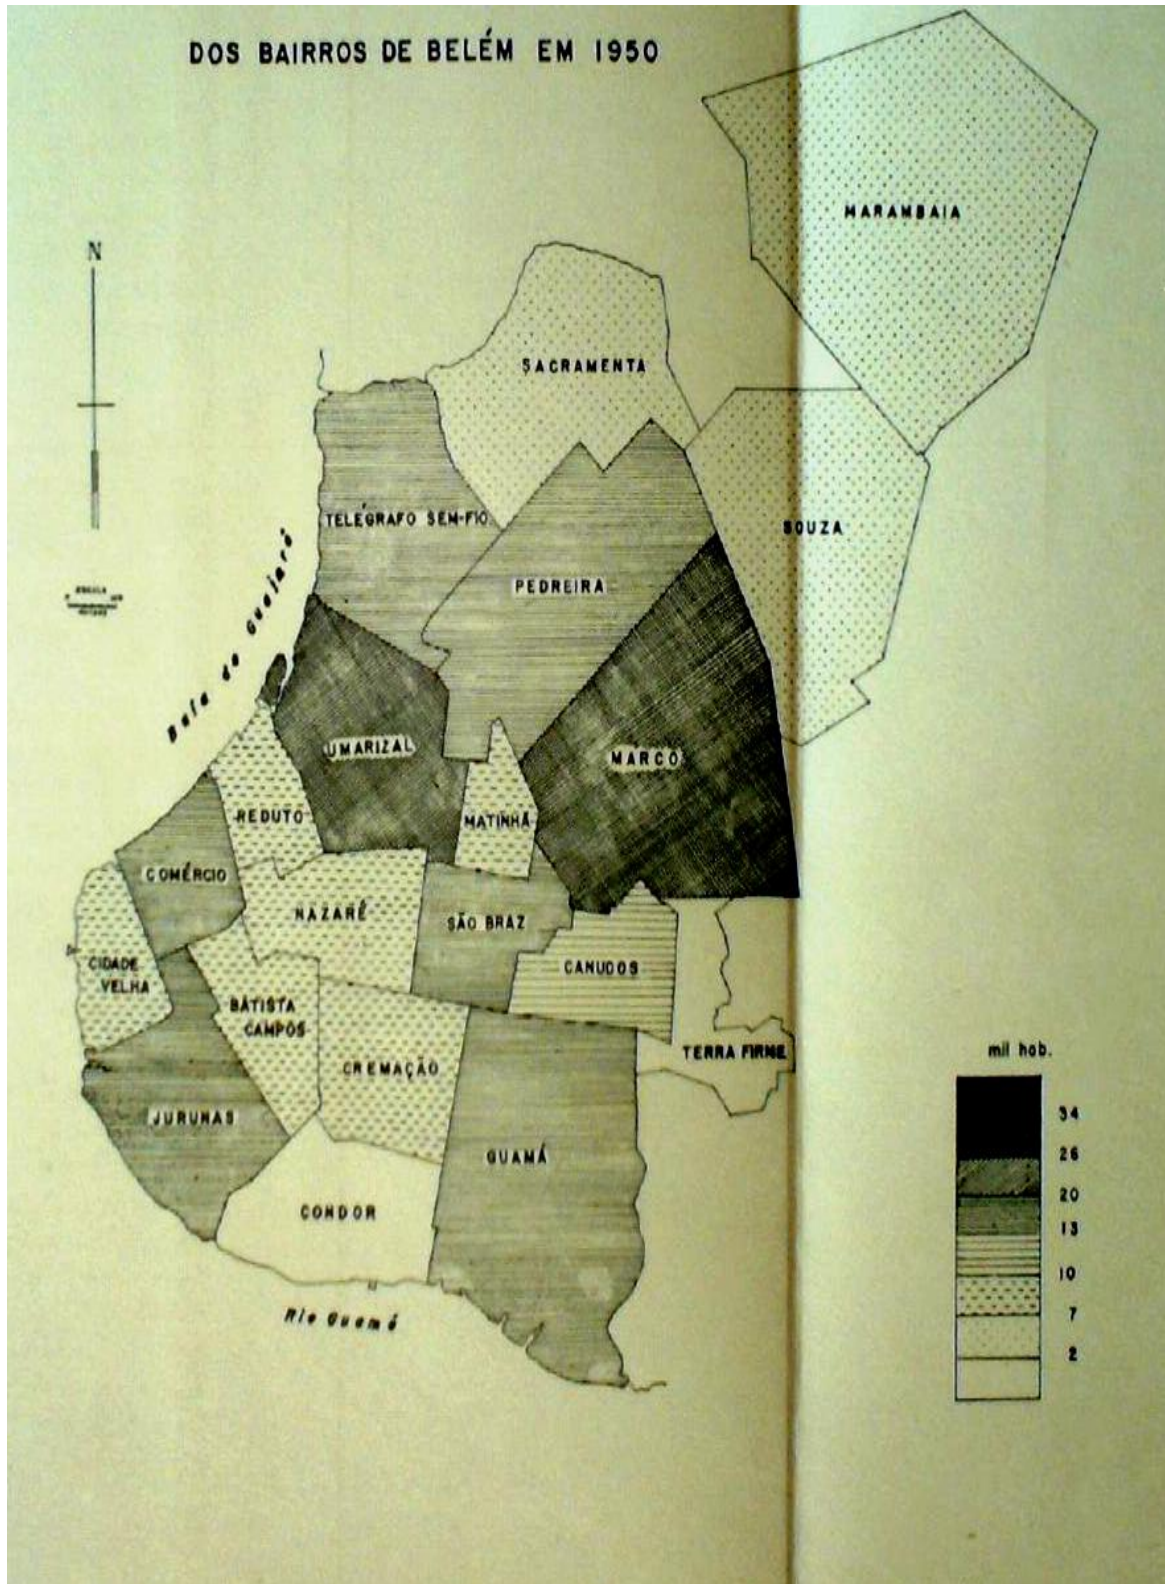 DOS BAIRROS DE BELÉM EM 1950
MARAMBAIA
N
SACRAMENTA
TELÉGRAFO SEM-FIO
SOUZA
Baia do Guajará
PEDREIRA
UMARIZAL
MARCO
REDUTO
MATINHA
COMÉRCIO
NAZARÉ
SÃO BRAZ
CIDADE
VELHA
CANUDOS
BATISTA
CAMPOS
TERRA FIRME
CREMAÇÃO
JURUNAS
GUAMÁ
CONDOR
Rio Guamá
mil hab.
34
26
20
13
10
7
2